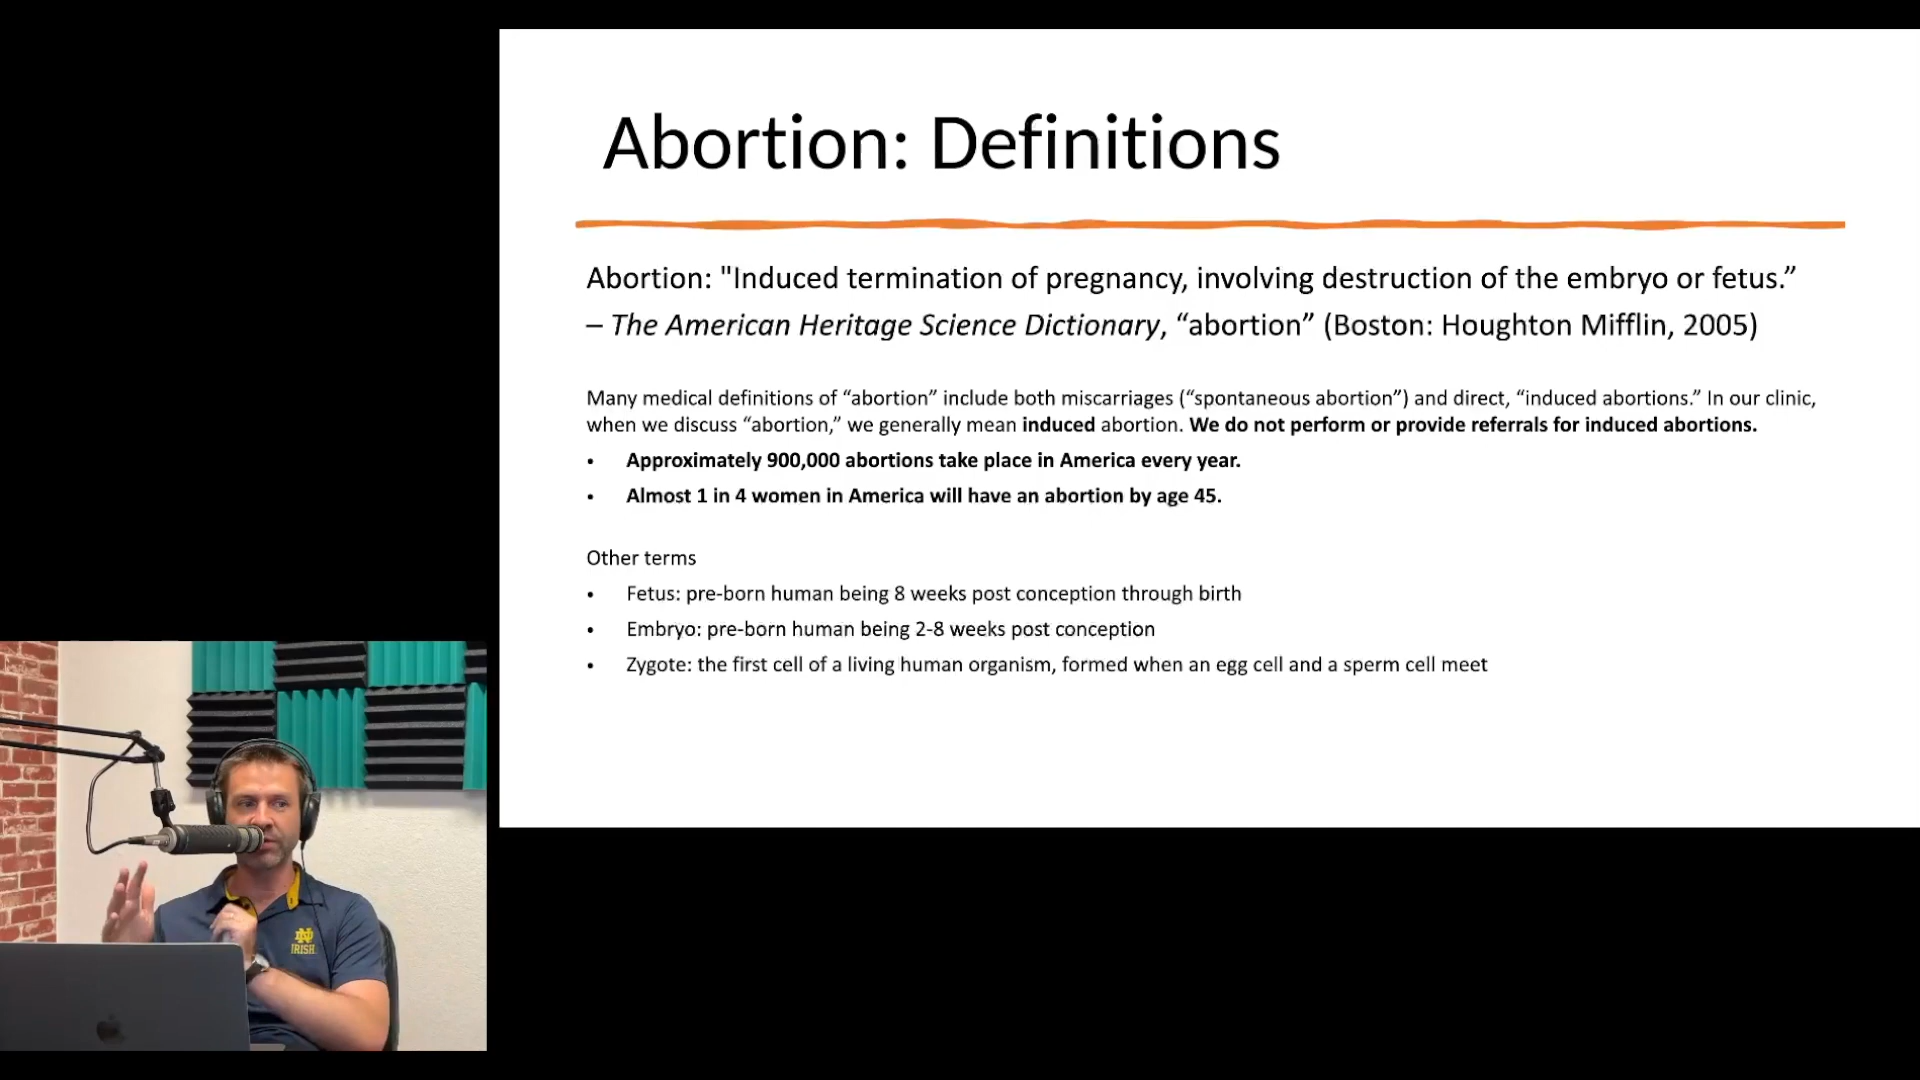 Abortion: Definitions
Abortion: "Induced termination of pregnancy, involving destruction of the embryo or fetus.”
– The American Heritage Science Dictionary, “abortion” (Boston: Houghton Mifflin, 2005)
Many medical definitions of “abortion” include both miscarriages (“spontaneous abortion”) and direct, “induced abortions.” In our clinic,
when we discuss “abortion,” we generally mean induced abortion. We do not perform or provide referrals for induced abortions.
• Approximately 900,000 abortions take place in America every year.
• Almost 1 in 4 women in America will have an abortion by age 45.
Other terms
• Fetus: pre-born human being 8 weeks post conception through birth
• Embryo: pre-born human being 2-8 weeks post conception
• Zygote: the first cell of a living human organism, formed when an egg cell and a sperm cell meet
ND
IRISH